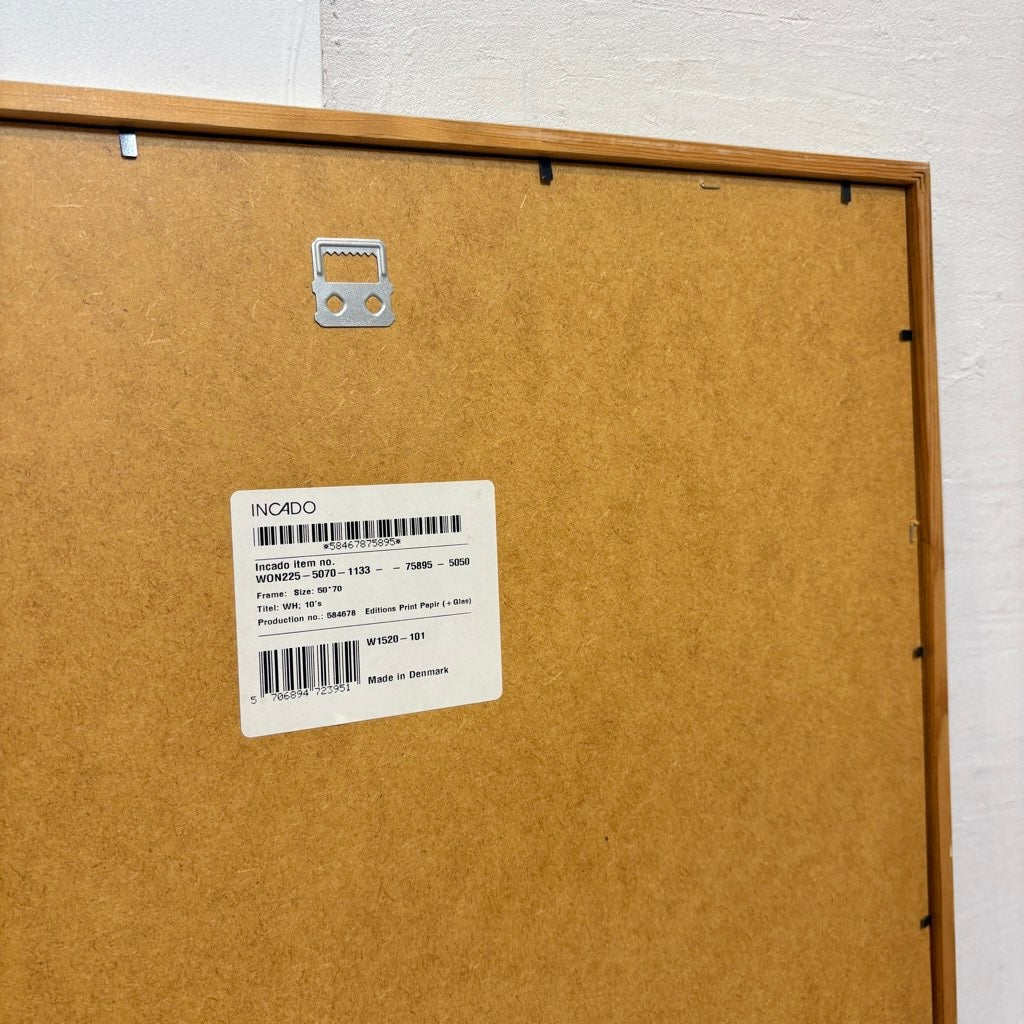 INCADO
*58467875895*
Incado item no.
WON225-5070-1133 - - 75895 - 5050
Frame: Size: 50*70
Titel: WH; 10's
Production no.: 584678 Editions Print Papir (+Glas)
W1520-101
Made in Denmark
5 706894 723951